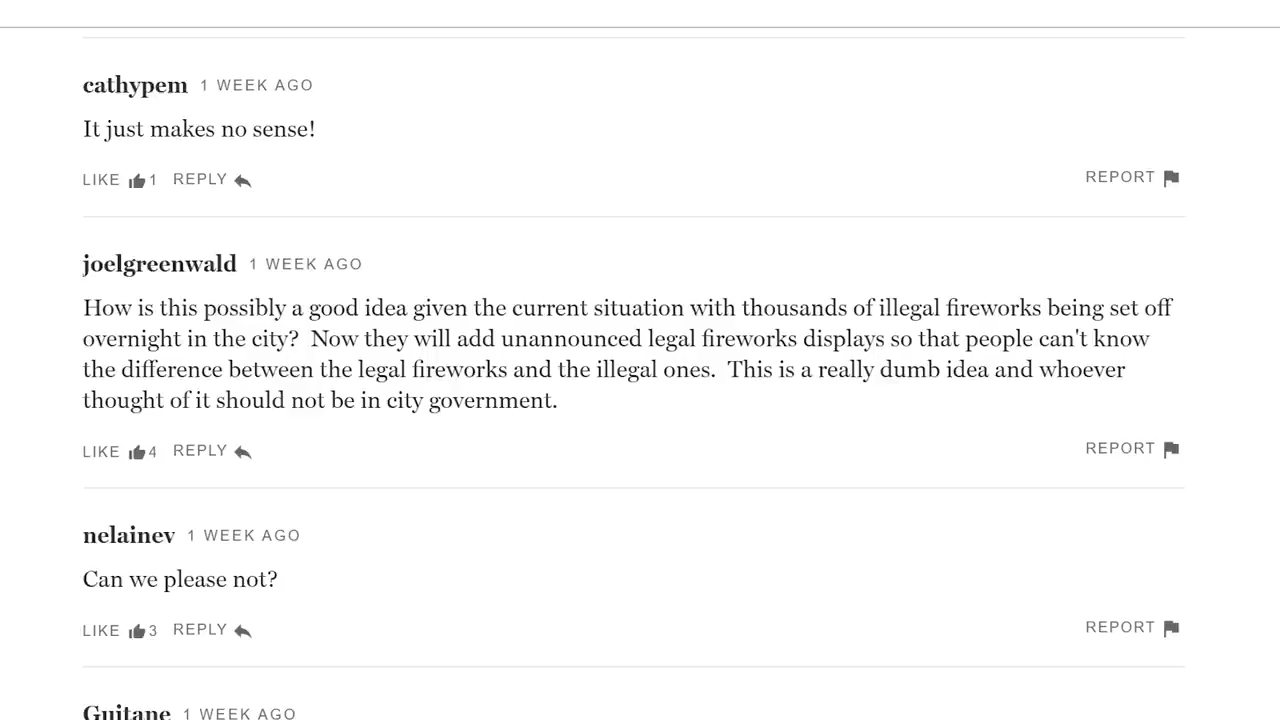 cathypem 1 WEEK AGO
It just makes no sense!
LIKE 1 REPLY REPORT
joelgreenwald 1 WEEK AGO
How is this possibly a good idea given the current situation with thousands of illegal fireworks being set off
overnight in the city?  Now they will add unannounced legal fireworks displays so that people can't know
the difference between the legal fireworks and the illegal ones.  This is a really dumb idea and whoever
thought of it should not be in city government.
LIKE 4 REPLY REPORT
nelainev 1 WEEK AGO
Can we please not?
LIKE 3 REPLY REPORT
Guitane 1 WEEK AGO